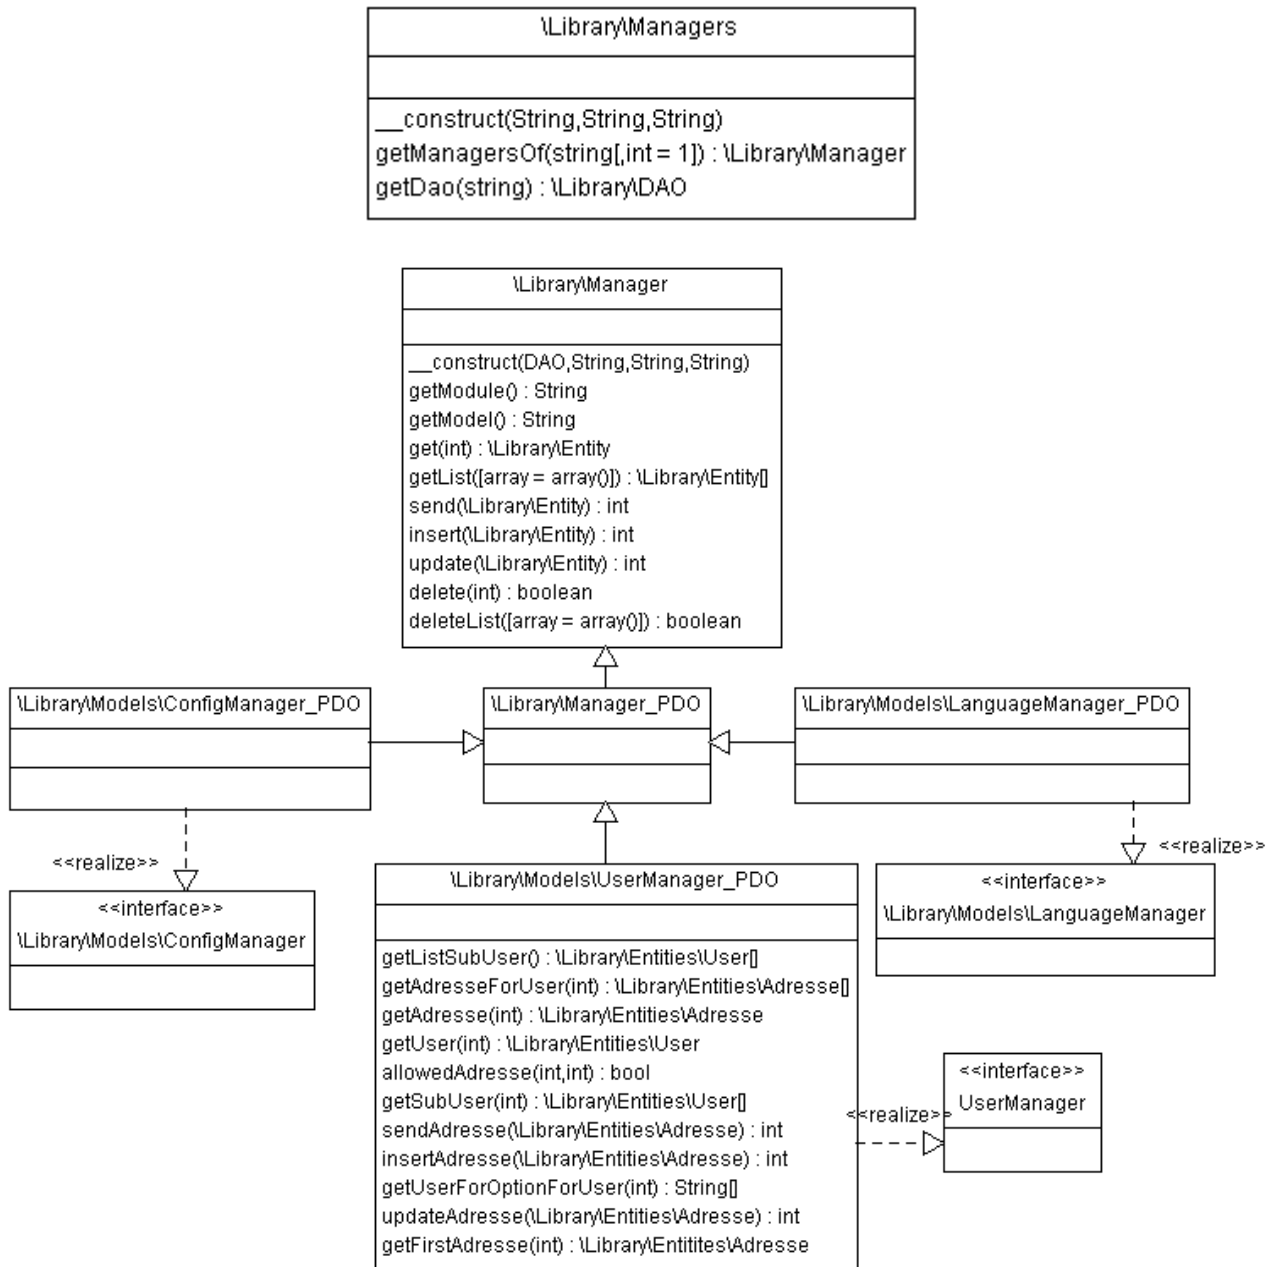 \Library\Managers
__construct(String,String,String)
getManagersOf(string[,int = 1]) : \Library\Manager
getDao(string) : \Library\DAO
\Library\Manager
__construct(DAO,String,String,String)
getModule() : String
getModel() : String
get(int) : \Library\Entity
getList([array = array()]) : \Library\Entity[]
send(\Library\Entity) : int
insert(\Library\Entity) : int
update(\Library\Entity) : int
delete(int) : boolean
deleteList([array = array()]) : boolean
\Library\Models\ConfigManager_PDO
\Library\Manager_PDO
\Library\Models\LanguageManager_PDO
<<realize>>
<<realize>>
<<interface>>
\Library\Models\ConfigManager
<<interface>>
\Library\Models\LanguageManager
\Library\Models\UserManager_PDO
getListSubUser() : \Library\Entities\User[]
getAdresseForUser(int) : \Library\Entities\Adresse[]
getAdresse(int) : \Library\Entities\Adresse
getUser(int) : \Library\Entities\User
allowedAdresse(int,int) : bool
getSubUser(int) : \Library\Entities\User[]
sendAdresse(\Library\Entities\Adresse) : int
insertAdresse(\Library\Entities\Adresse) : int
getUserForOptionForUser(int) : String[]
updateAdresse(\Library\Entities\Adresse) : int
getFirstAdresse(int) : \Library\Entitites\Adresse
<<realize>>
<<interface>>
UserManager